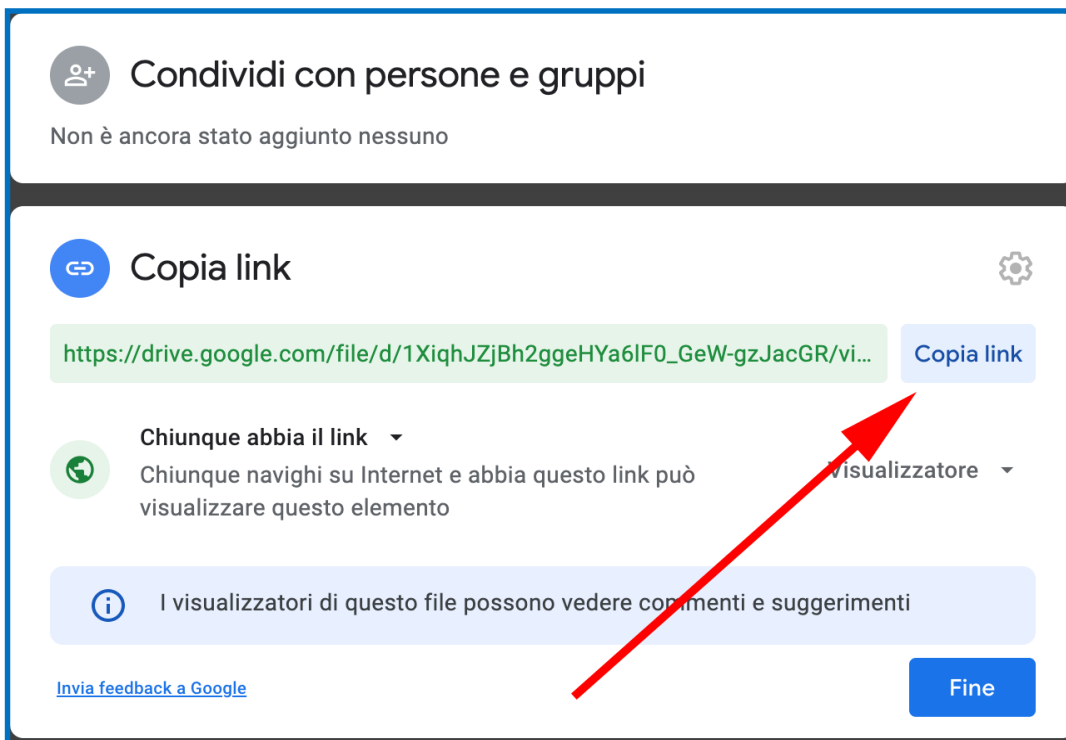 Condividi con persone e gruppi
Non è ancora stato aggiunto nessuno
Copia link
https://drive.google.com/file/d/1XiqhJZjBh2ggeHYa6lF0_GeW-gzJacGR/vi...
Copia link
Chiunque abbia il link
Chiunque navighi su Internet e abbia questo link può
visualizzare questo elemento
Visualizzatore
I visualizzatori di questo file possono vedere commenti e suggerimenti
Invia feedback a Google
Fine